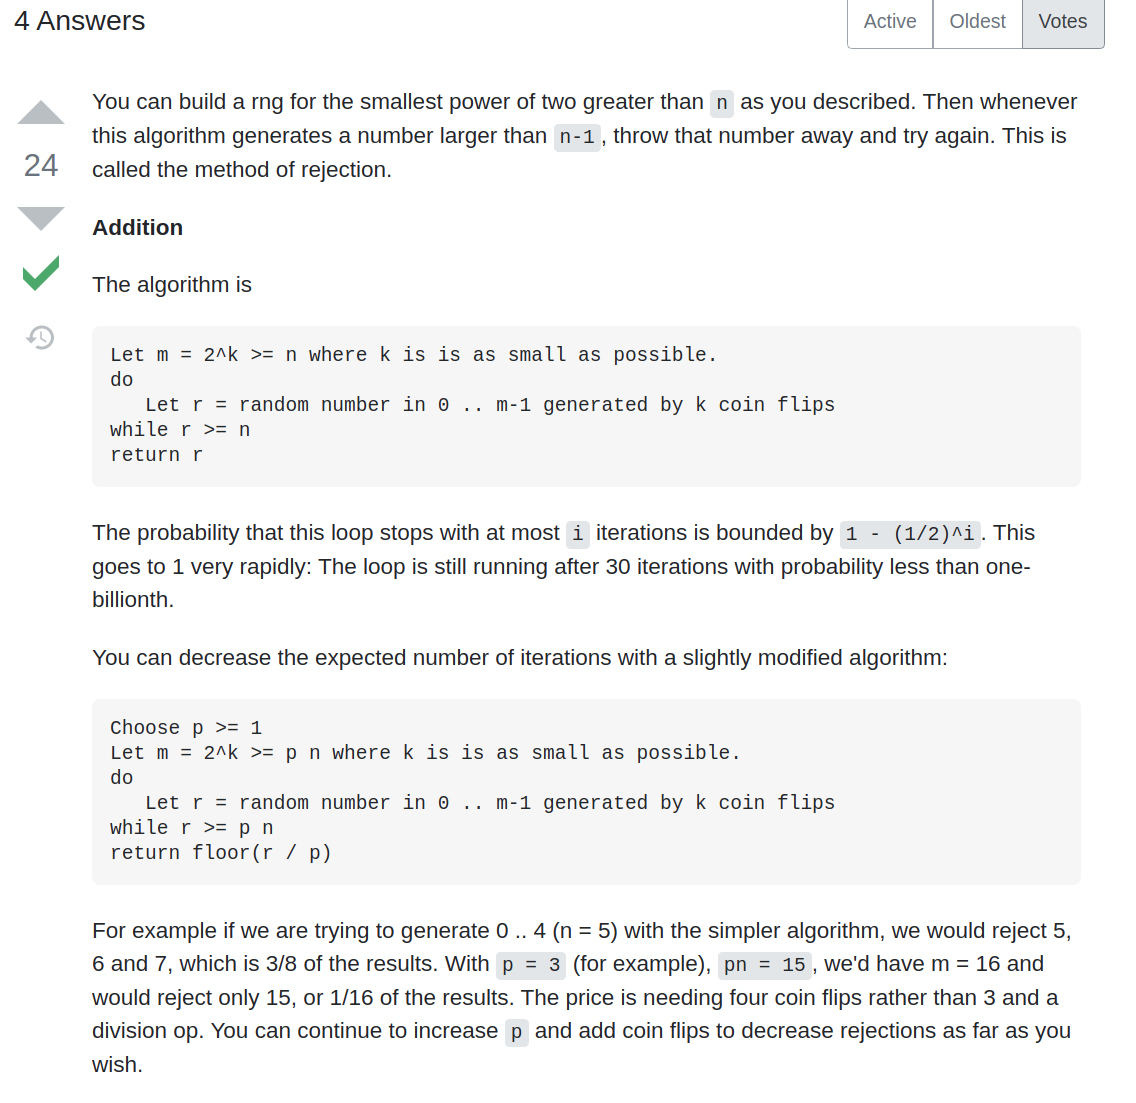 4 Answers
Active Oldest Votes
24
You can build a rng for the smallest power of two greater than n as you described. Then whenever
this algorithm generates a number larger than n-1, throw that number away and try again. This is
called the method of rejection.
Addition
The algorithm is
Let m = 2^k >= n where k is is as small as possible.
do
   Let r = random number in 0 .. m-1 generated by k coin flips
while r >= n
return r
The probability that this loop stops with at most i iterations is bounded by 1 - (1/2)^i. This
goes to 1 very rapidly: The loop is still running after 30 iterations with probability less than one-
billionth.
You can decrease the expected number of iterations with a slightly modified algorithm:
Choose p >= 1
Let m = 2^k >= p n where k is is as small as possible.
do
   Let r = random number in 0 .. m-1 generated by k coin flips
while r >= p n
return floor(r / p)
For example if we are trying to generate 0 .. 4 (n = 5) with the simpler algorithm, we would reject 5,
6 and 7, which is 3/8 of the results. With p = 3 (for example), pn = 15, we'd have m = 16 and
would reject only 15, or 1/16 of the results. The price is needing four coin flips rather than 3 and a
division op. You can continue to increase p and add coin flips to decrease rejections as far as you
wish.